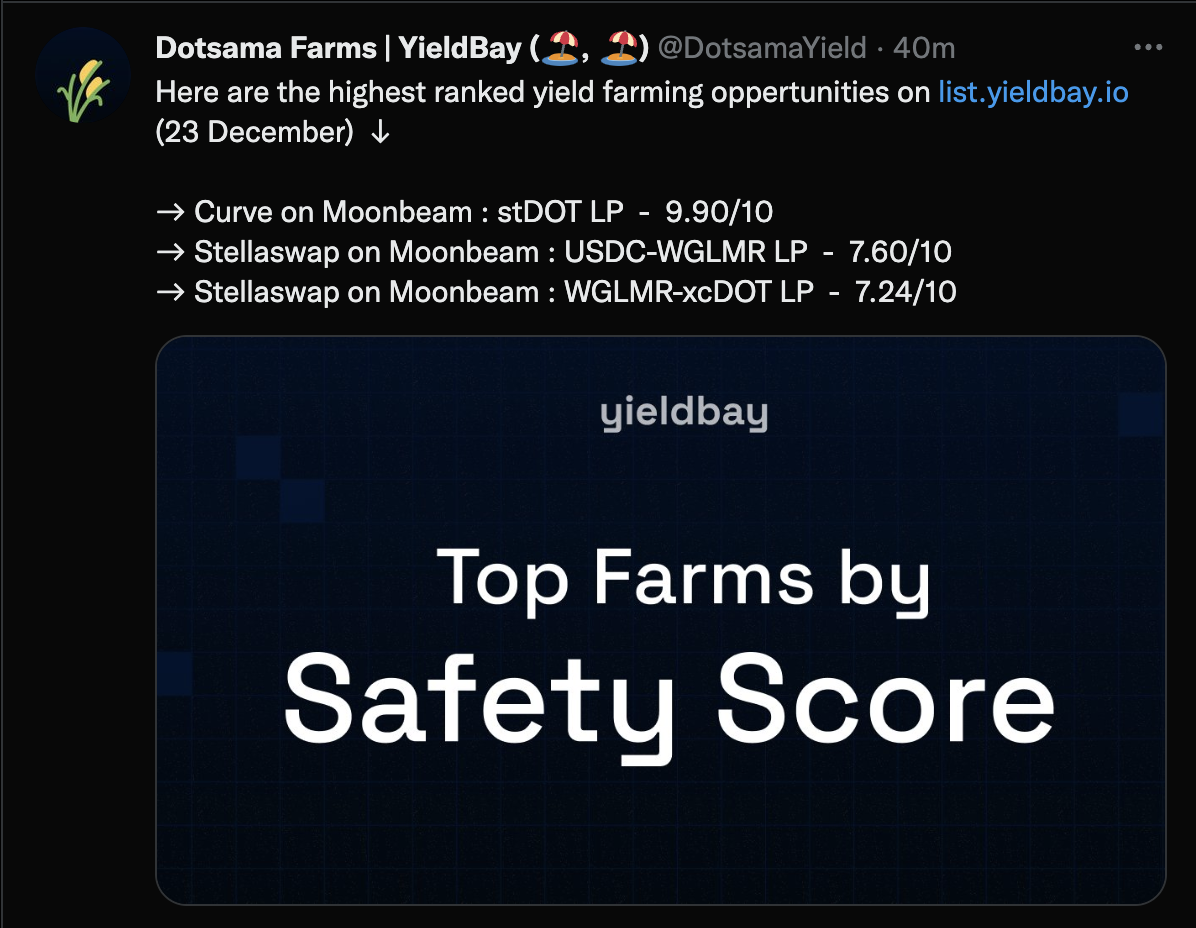 Dotsama Farms | YieldBay (🏖️, 🏖️) @DotsamaYield · 40m
Here are the highest ranked yield farming oppertunities on list.yieldbay.io
(23 December) ↓
→ Curve on Moonbeam : stDOT LP - 9.90/10
→ Stellaswap on Moonbeam : USDC-WGLMR LP - 7.60/10
→ Stellaswap on Moonbeam : WGLMR-xcDOT LP - 7.24/10
yieldbay
Top Farms by
Safety Score